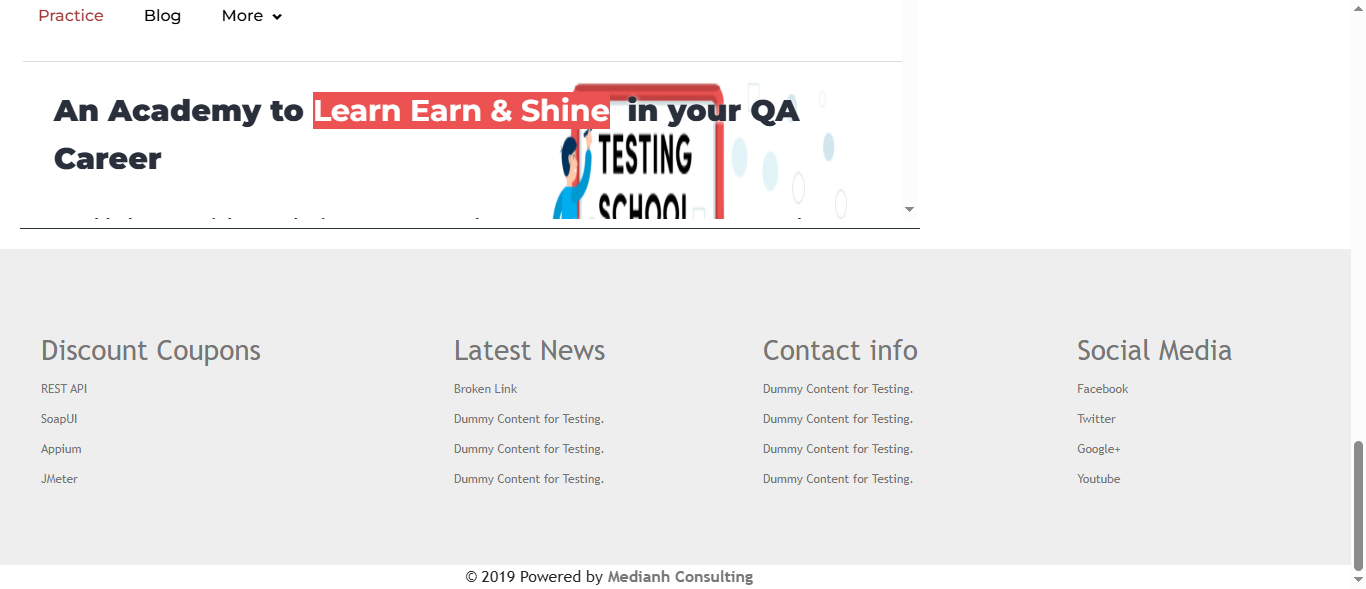 Practice Blog More
An Academy to Learn Earn & Shine in your QA
Career
TESTING
SCHOOL
Discount Coupons
REST API
SoapUI
Appium
JMeter
Latest News
Broken Link
Dummy Content for Testing.
Dummy Content for Testing.
Dummy Content for Testing.
Contact info
Dummy Content for Testing.
Dummy Content for Testing.
Dummy Content for Testing.
Dummy Content for Testing.
Social Media
Facebook
Twitter
Google+
Youtube
© 2019 Powered by Medianh Consulting